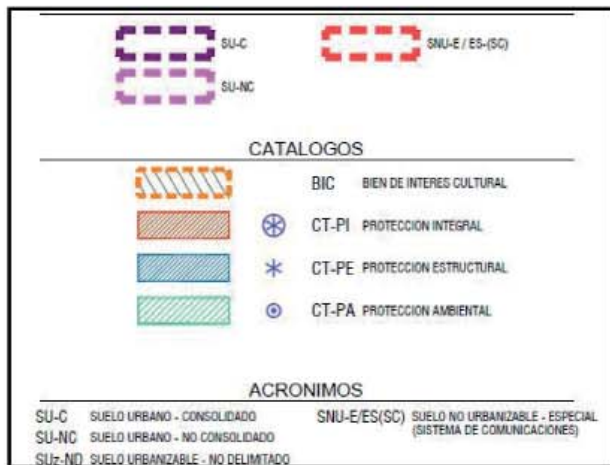 SU-C
SNU-E / ES-(SC)
SU-NC
CATALOGOS
BIC BIEN DE INTERES CULTURAL
CT-PI PROTECCION INTEGRAL
CT-PE PROTECCION ESTRUCTURAL
CT-PA PROTECCION AMBIENTAL
ACRONIMOS
SU-C SUELO URBANO - CONSOLIDADO
SNU-E/ES(SC) SUELO NO URBANIZABLE - ESPECIAL
(SISTEMA DE COMUNICACIONES)
SU-NC SUELO URBANO - NO CONSOLIDADO
SUz-ND SUELO URBANIZABLE - NO DELIMITADO